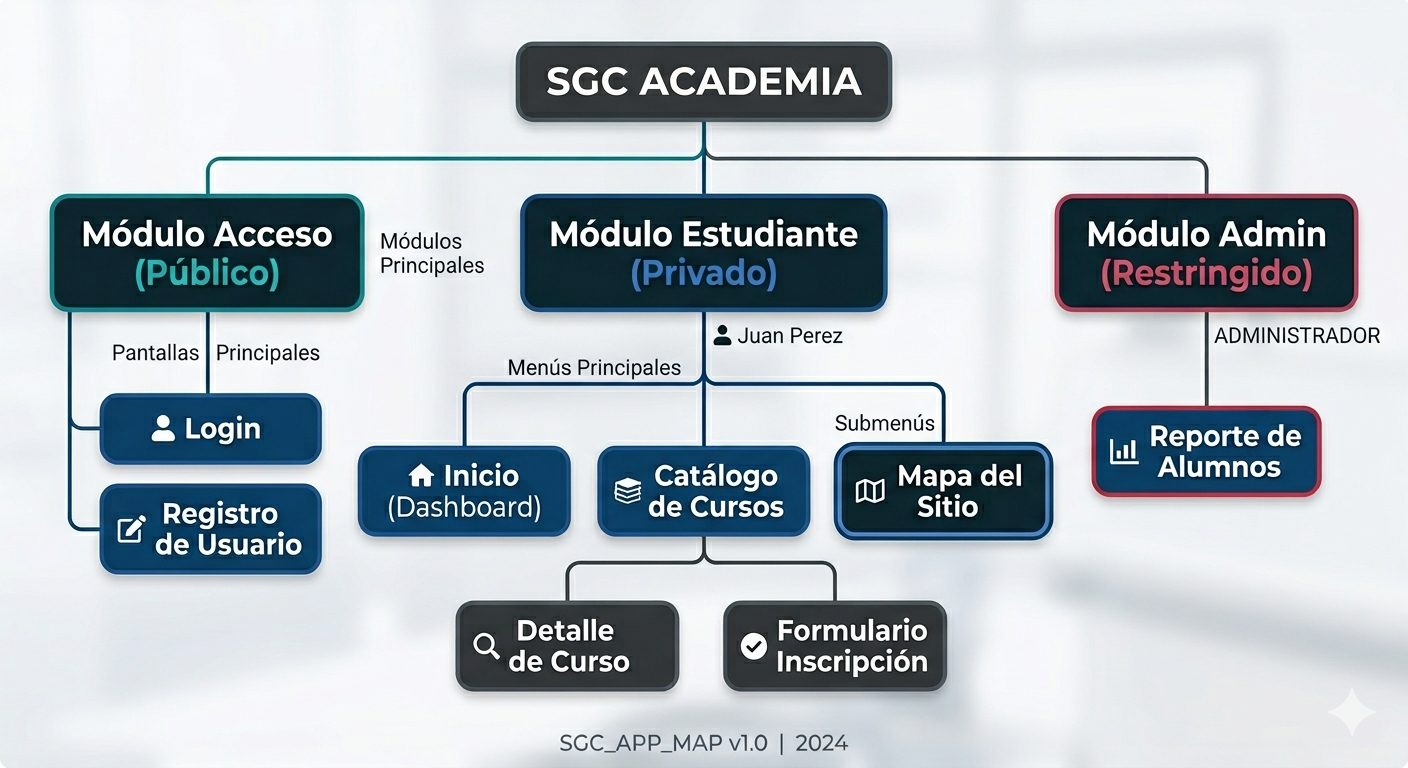 SGC ACADEMIA
Módulo Acceso
(Público)
Módulos
Principales
Módulo Estudiante
(Privado)
Módulo Admin
(Restringido)
Pantallas
Principales
Login
Registro
de Usuario
Juan Perez
Menús Principales
Submenús
Inicio
(Dashboard)
Catálogo
de Cursos
Mapa del
Sitio
ADMINISTRADOR
Reporte de
Alumnos
Detalle
de Curso
Formulario
Inscripción
SGC_APP_MAP v1.0 | 2024